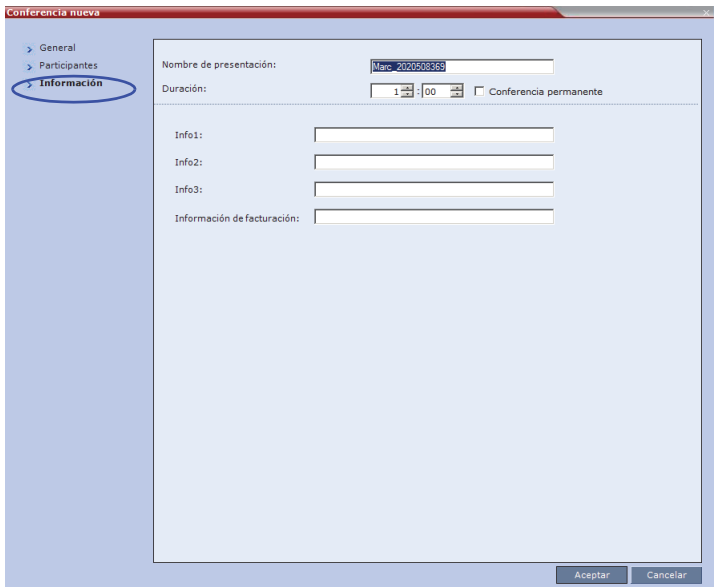 Conferencia nueva
General
Participantes
Información
Nombre de presentación: Marc_2020508369
Duración: 1 : 00 Conferencia permanente
Info1:
Info2:
Info3:
Información de facturación:
Aceptar Cancelar